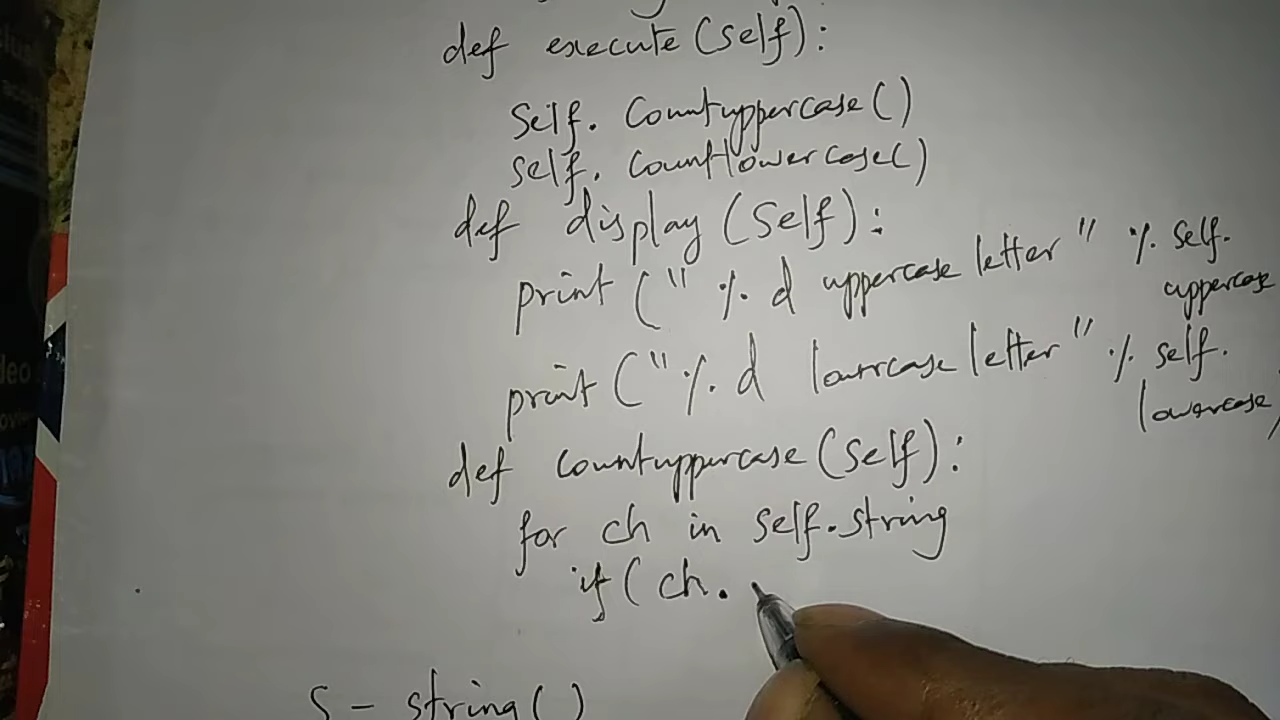 def execute(self):
self. Countuppercase()
self. Countlowercase()
def display(self):
print(" % d uppercase letter " % self.
uppercase
print("% d lowercase letter " % self.
lowercase)
def countuppercase(self):
for ch in self.string
if( ch.
S - string()